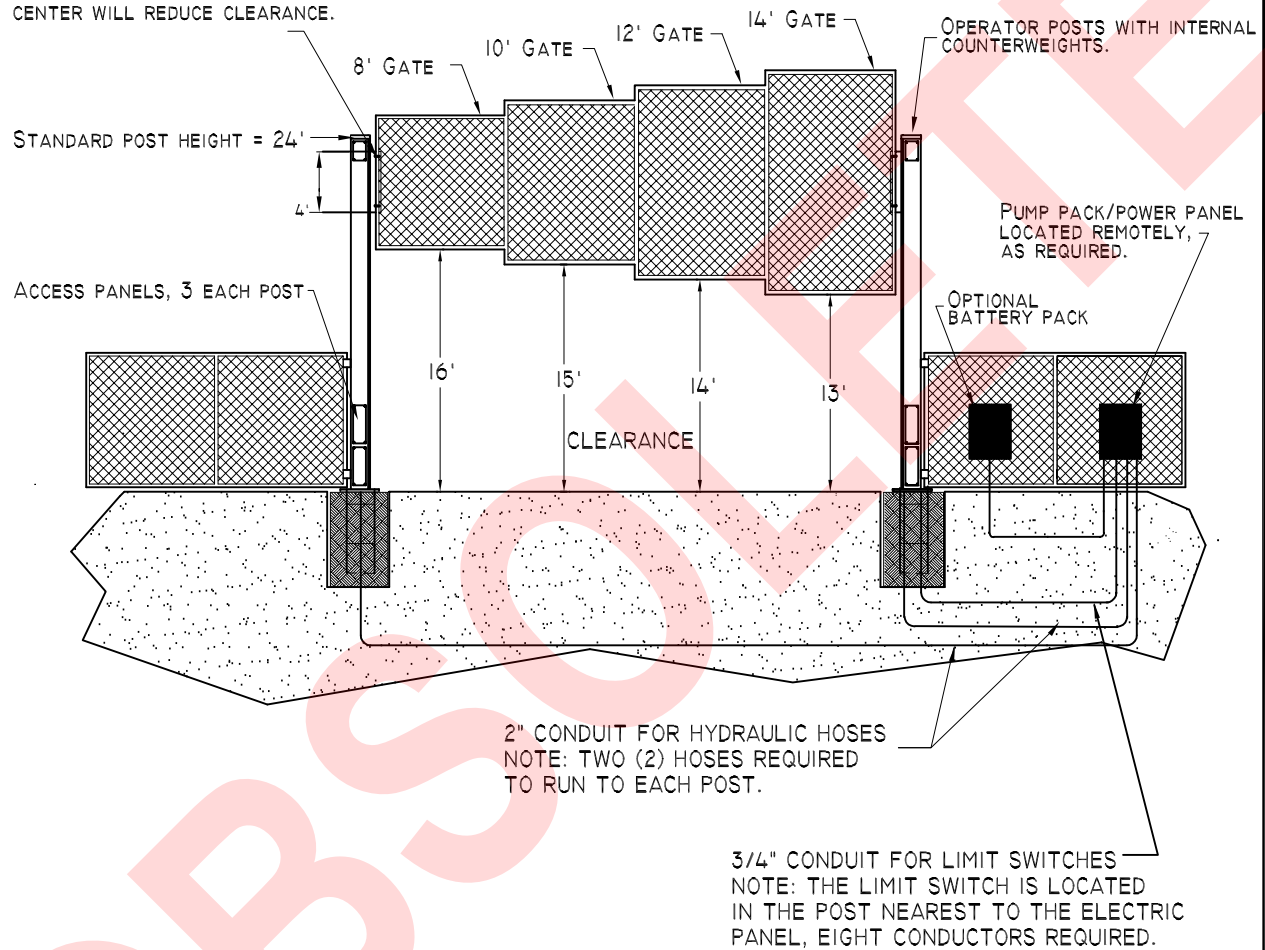 CENTER WILL REDUCE CLEARANCE.
8' GATE
10' GATE
12' GATE
14' GATE
OPERATOR POSTS WITH INTERNAL
COUNTERWEIGHTS.
STANDARD POST HEIGHT = 24'
4'
PUMP PACK/POWER PANEL
LOCATED REMOTELY,
AS REQUIRED.
ACCESS PANELS, 3 EACH POST
OPTIONAL
BATTERY PACK
16'
15'
14'
13'
CLEARANCE
2" CONDUIT FOR HYDRAULIC HOSES
NOTE: TWO (2) HOSES REQUIRED
TO RUN TO EACH POST.
3/4" CONDUIT FOR LIMIT SWITCHES
NOTE: THE LIMIT SWITCH IS LOCATED
IN THE POST NEAREST TO THE ELECTRIC
PANEL, EIGHT CONDUCTORS REQUIRED.
OBSOLETE